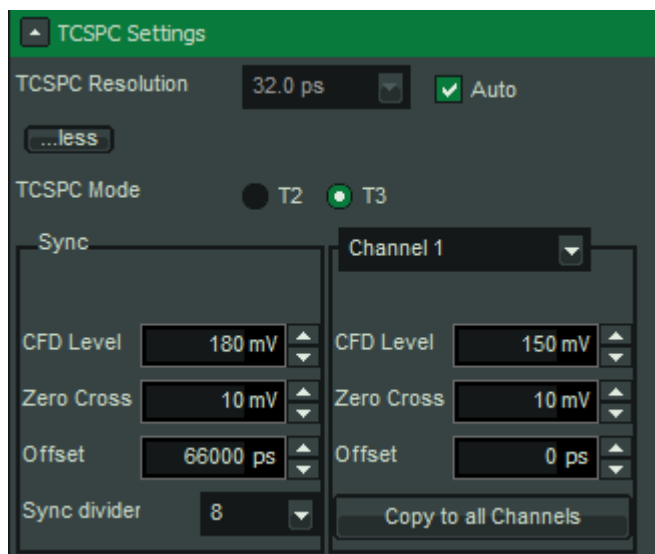 TCSPC Settings
TCSPC Resolution 32.0 ps Auto
...less
TCSPC Mode T2 T3
Sync Channel 1
CFD Level 180 mV CFD Level 150 mV
Zero Cross 10 mV Zero Cross 10 mV
Offset 66000 ps Offset 0 ps
Sync divider 8 Copy to all Channels